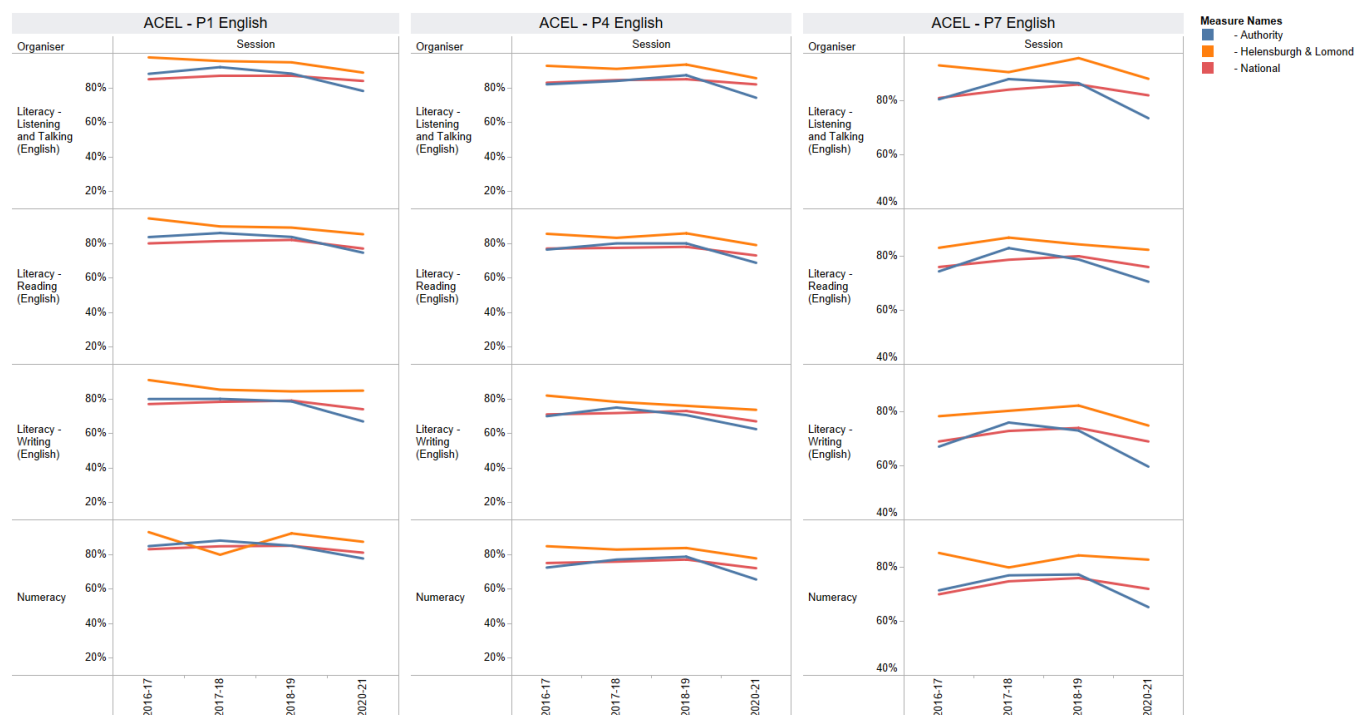 ACEL - P1 English
Organiser
Session
Literacy -
Listening
and Talking
(English)
80%
60%
40%
20%
Literacy -
Reading
(English)
80%
60%
40%
20%
Literacy -
Writing
(English)
80%
60%
40%
20%
Numeracy
80%
60%
40%
20%
2016-17
2017-18
2018-19
2020-21
ACEL - P4 English
Organiser
Session
Literacy -
Listening
and Talking
(English)
80%
60%
40%
20%
Literacy -
Reading
(English)
80%
60%
40%
20%
Literacy -
Writing
(English)
80%
60%
40%
20%
Numeracy
80%
60%
40%
20%
2016-17
2017-18
2018-19
2020-21
ACEL - P7 English
Organiser
Session
Literacy -
Listening
and Talking
(English)
80%
60%
40%
Literacy -
Reading
(English)
80%
60%
40%
Literacy -
Writing
(English)
80%
60%
40%
Numeracy
80%
60%
40%
2016-17
2017-18
2018-19
2020-21
Measure Names
- Authority
- Helensburgh & Lomond
- National